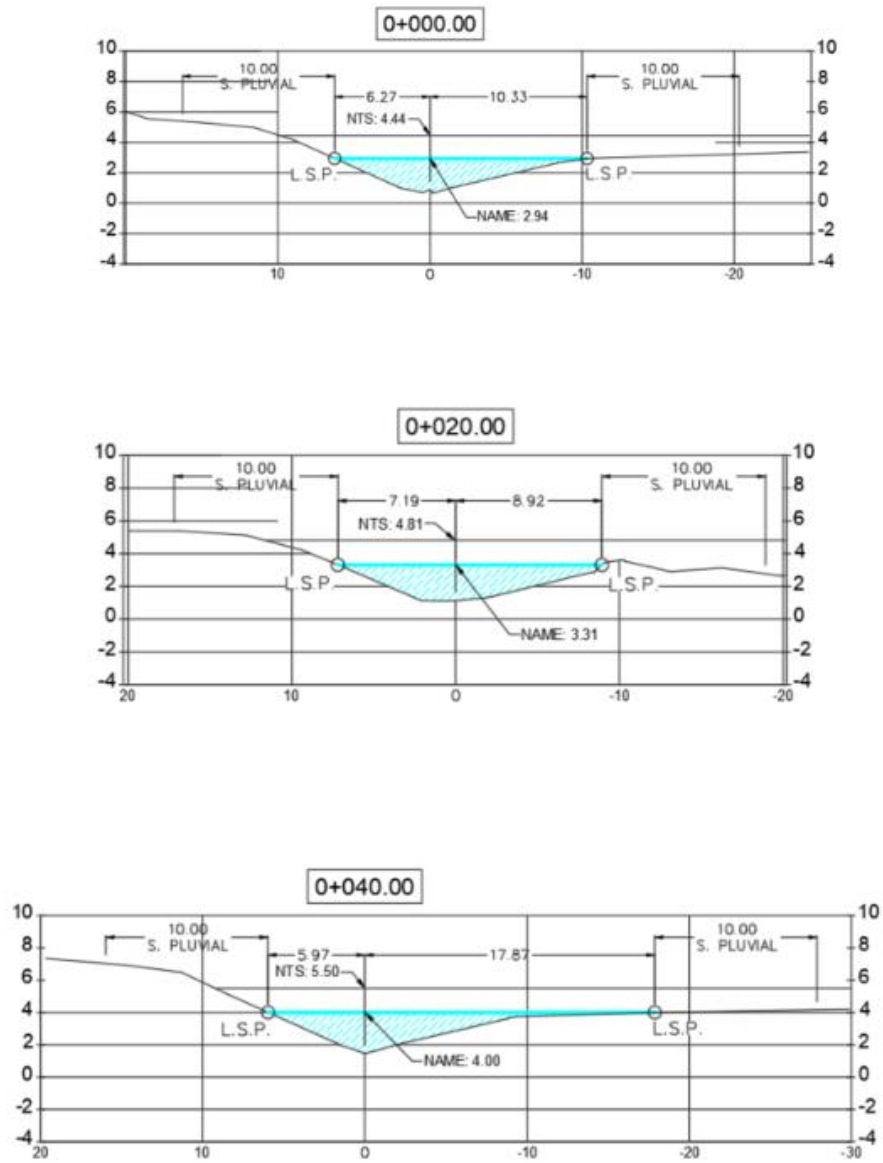 0+000.00
10 10
10.00 10.00
S. PLUVIAL S. PLUVIAL
8 8
6.27 10.33
6 6
NTS: 4.44
4 4
L.S.P. L.S.P.
2 2
NAME: 2.94
0 0
-2 -2
-4 -4
10 0 -10 -20
0+020.00
10 10
10.00 10.00
S. PLUVIAL S. PLUVIAL
8 8
7.19 8.92
6 6
NTS: 4.81
4 4
L.S.P. L.S.P.
2 2
NAME: 3.31
0 0
-2 -2
-4 -4
20 10 0 -10 -20
0+040.00
10 10
10.00 10.00
S. PLUVIAL S. PLUVIAL
8 8
5.97 17.87
NTS: 5.50
6 6
4 4
L.S.P. L.S.P.
2 2
NAME: 4.00
0 0
-2 -2
-4 -4
20 10 0 -10 -20 -30